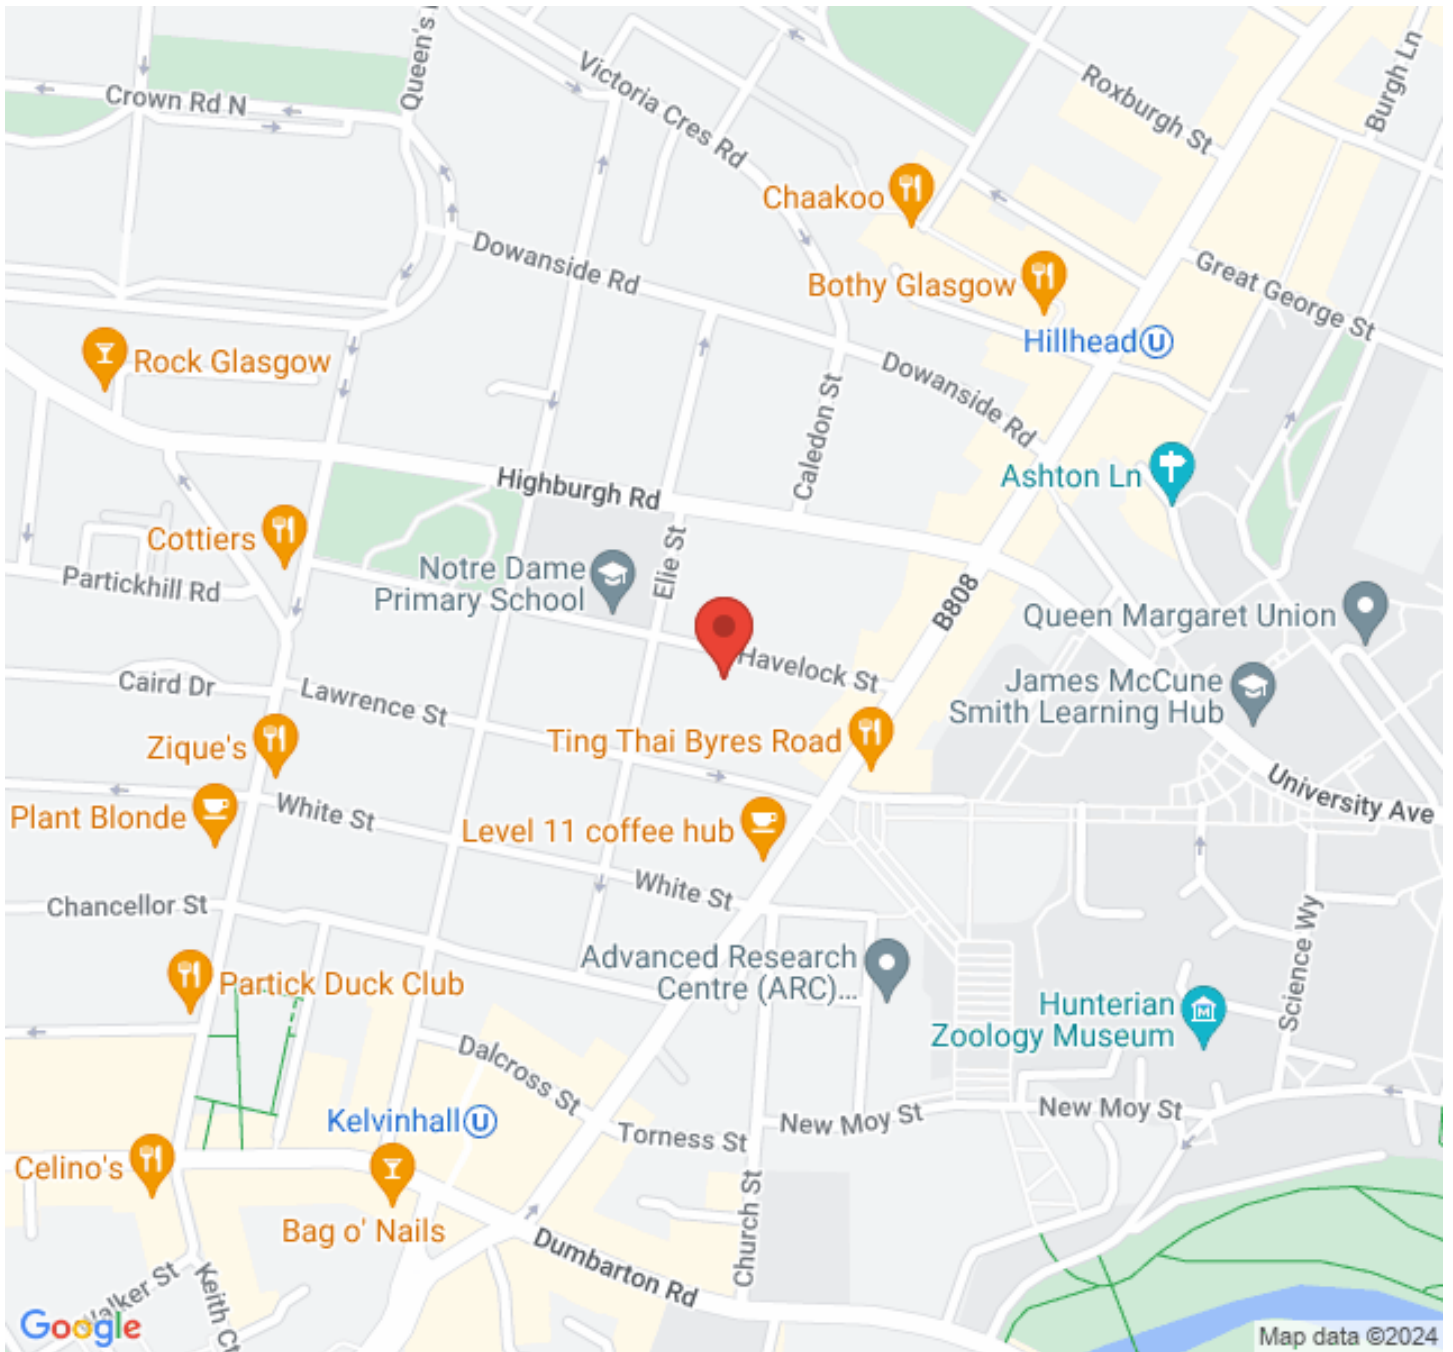 Queen's
Victoria Cres Rd
Crown Rd N
Roxburgh St
Burgh Ln
Chaakoo
Dowanside Rd
Bothy Glasgow
Great George St
Hillhead U
Rock Glasgow
Dowanside Rd
Caledon St
Highburgh Rd
Ashton Ln
Cottiers
Elie St
Notre Dame
Primary School
Partickhill Rd
B808
Queen Margaret Union
Havelock St
Caird Dr
Lawrence St
James McCune
Smith Learning Hub
Zique's
Ting Thai Byres Road
University Ave
Plant Blonde
White St
Level 11 coffee hub
White St
Chancellor St
Science Wy
Partick Duck Club
Advanced Research
Centre (ARC)...
Hunterian
Zoology Museum
M
Dalcross St
Kelvinhall U
New Moy St
New Moy St
Torness St
Celino's
Church St
Bag o' Nails
Dumbarton Rd
Walker St
Keith Ct
Google
Map data ©2024